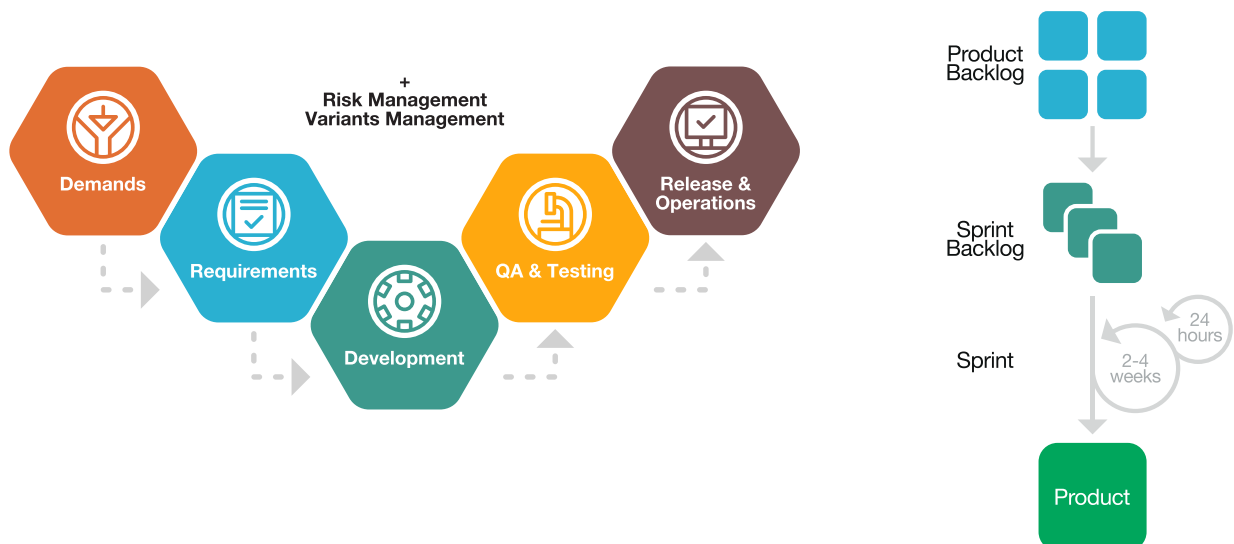 +
Risk Management
Variants Management
Demands
Requirements
Development
QA & Testing
Release &
Operations
Product
Backlog
Sprint
Backlog
Sprint
24
hours
2-4
weeks
Product